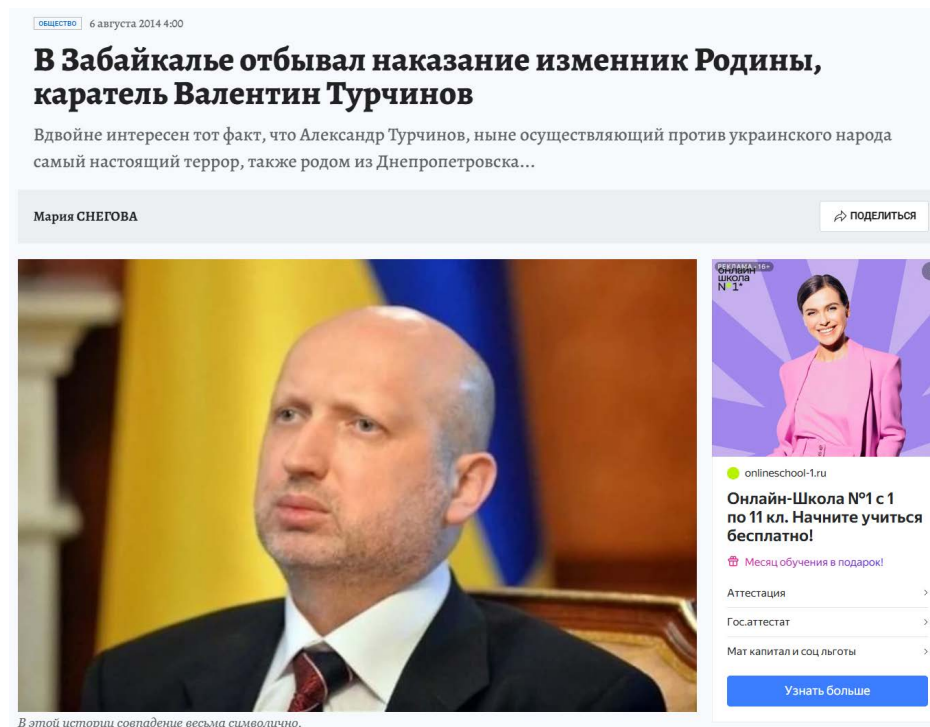 ОБЩЕСТВО 6 августа 2014 4:00
В Забайкалье отбывал наказание изменник Родины,
каратель Валентин Турчинов
Вдвойне интересен тот факт, что Александр Турчинов, ныне осуществляющий против украинского народа
самый настоящий террор, также родом из Днепропетровска...
Мария СНЕГОВА
ПОДЕЛИТЬСЯ
РЕКЛАМА • 16+
онлайн
школа
N°1*
onlineschool-1.ru
Онлайн-Школа №1 с 1
по 11 кл. Начните учиться
бесплатно!
Месяц обучения в подарок!
Аттестация
Гос.аттестат
Мат капитал и соц льготы
Узнать больше
В этой истории совпадение весьма символично.